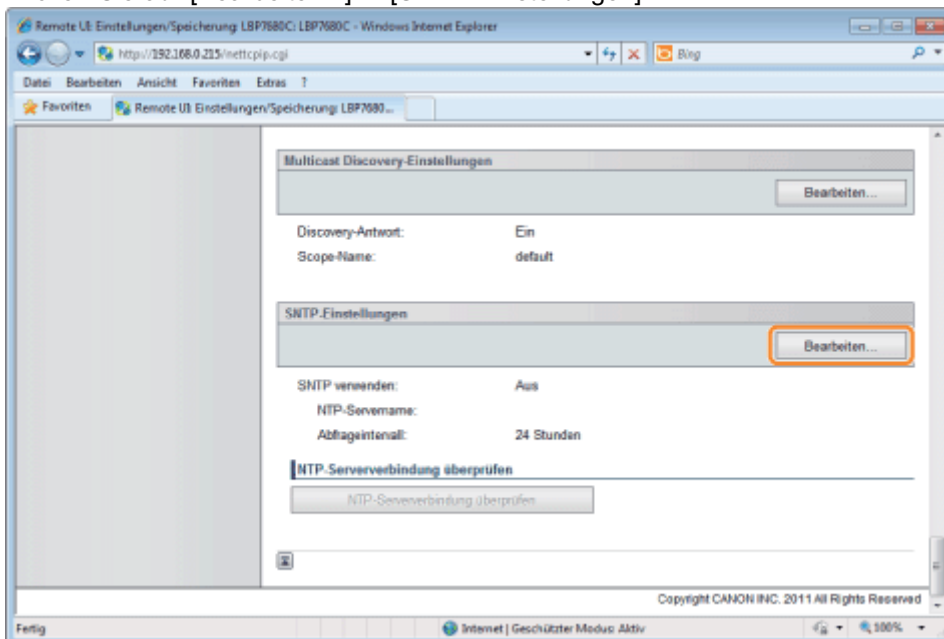 Remote UI: Einstellungen/Speicherung: LBP7680C: LBP7680C - Windows Internet Explorer
http://192.168.0.215/nettcpip.cgi
Bing
Datei Bearbeiten Ansicht Favoriten Extras ?
Favoriten Remote UI: Einstellungen/Speicherung: LBP7680...
Multicast Discovery-Einstellungen
Bearbeiten...
Discovery-Antwort: Ein
Scope-Name: default
SNTP-Einstellungen
Bearbeiten...
SNTP verwenden: Aus
NTP-Servername:
Abfrageintervall: 24 Stunden
NTP-Serververbindung überprüfen
NTP-Serververbindung überprüfen
Copyright CANON INC. 2011 All Rights Reserved
Fertig Internet | Geschützter Modus: Aktiv 100%